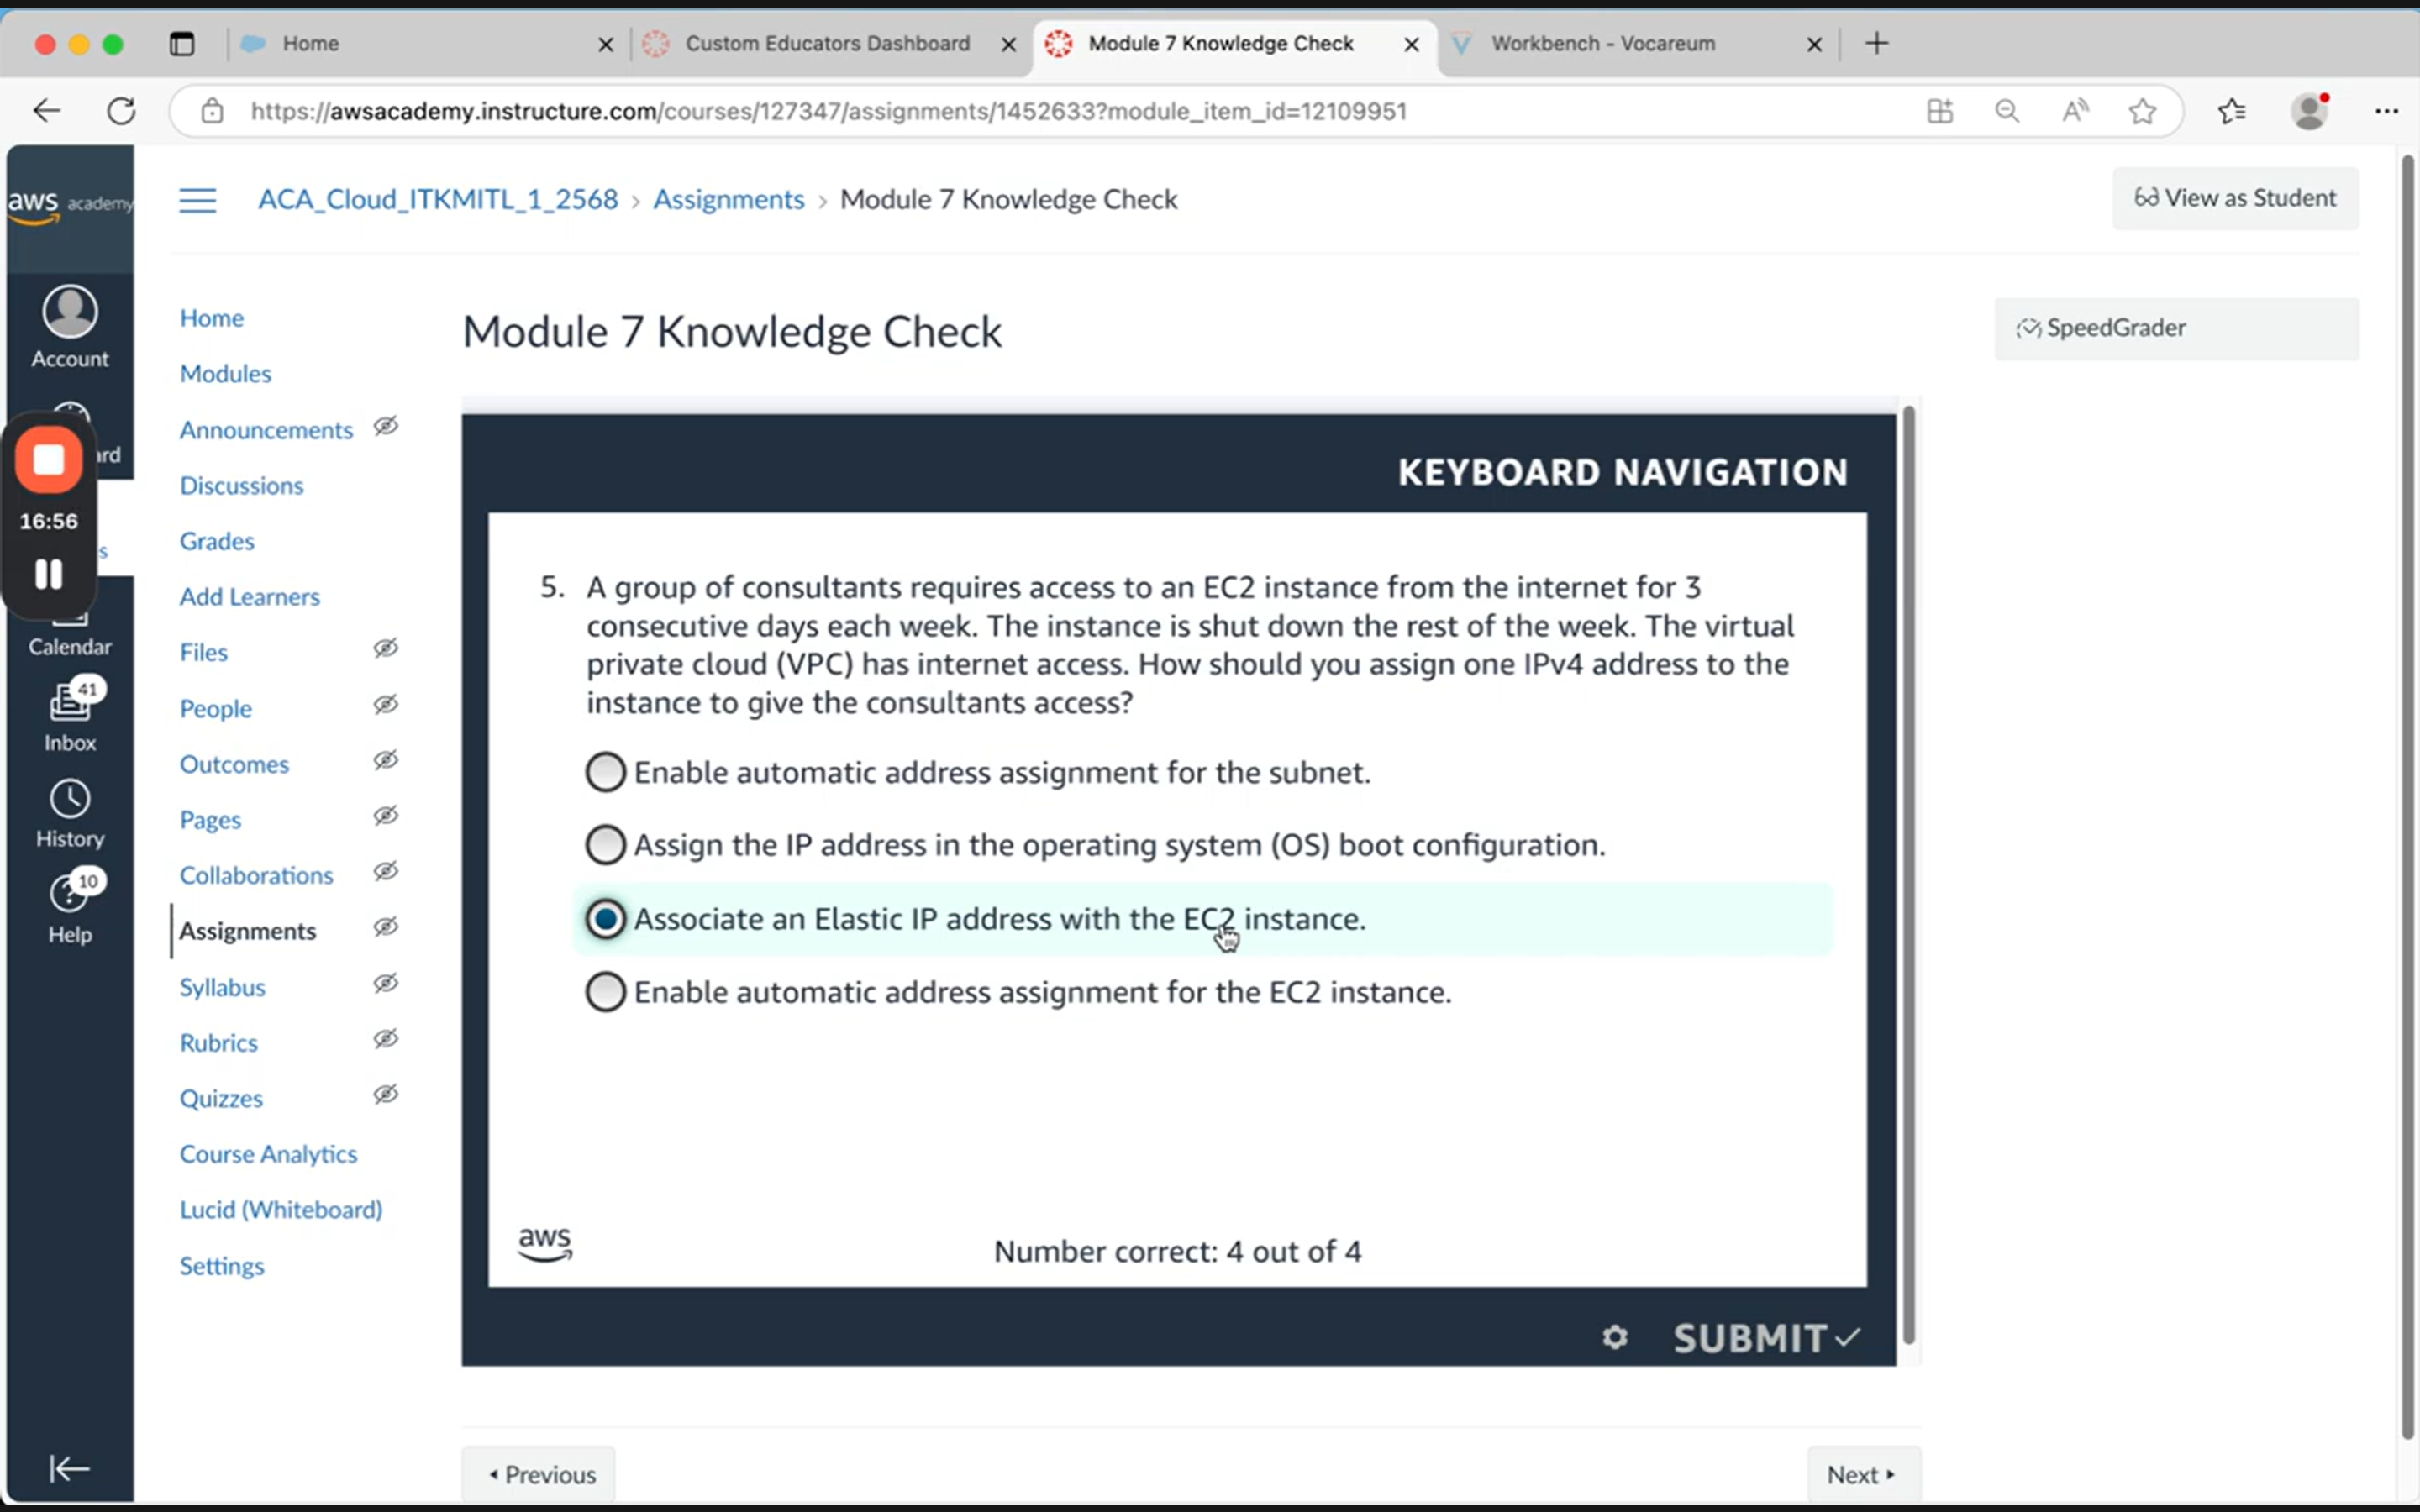 Home
Custom Educators Dashboard
Module 7 Knowledge Check
Workbench - Vocareum
https://awsacademy.instructure.com/courses/127347/assignments/1452633?module_item_id=12109951
aws academy
ACA_Cloud_ITKMITL_1_2568 › Assignments › Module 7 Knowledge Check
View as Student
Account
rd
16:56
s
Calendar
41
Inbox
History
10
Help
Home
Modules
Announcements
Discussions
Grades
Add Learners
Files
People
Outcomes
Pages
Collaborations
Assignments
Syllabus
Rubrics
Quizzes
Course Analytics
Lucid (Whiteboard)
Settings
Module 7 Knowledge Check
SpeedGrader
KEYBOARD NAVIGATION
5. A group of consultants requires access to an EC2 instance from the internet for 3
consecutive days each week. The instance is shut down the rest of the week. The virtual
private cloud (VPC) has internet access. How should you assign one IPv4 address to the
instance to give the consultants access?
Enable automatic address assignment for the subnet.
Assign the IP address in the operating system (OS) boot configuration.
Associate an Elastic IP address with the EC2 instance.
Enable automatic address assignment for the EC2 instance.
aws
Number correct: 4 out of 4
SUBMIT
Previous
Next